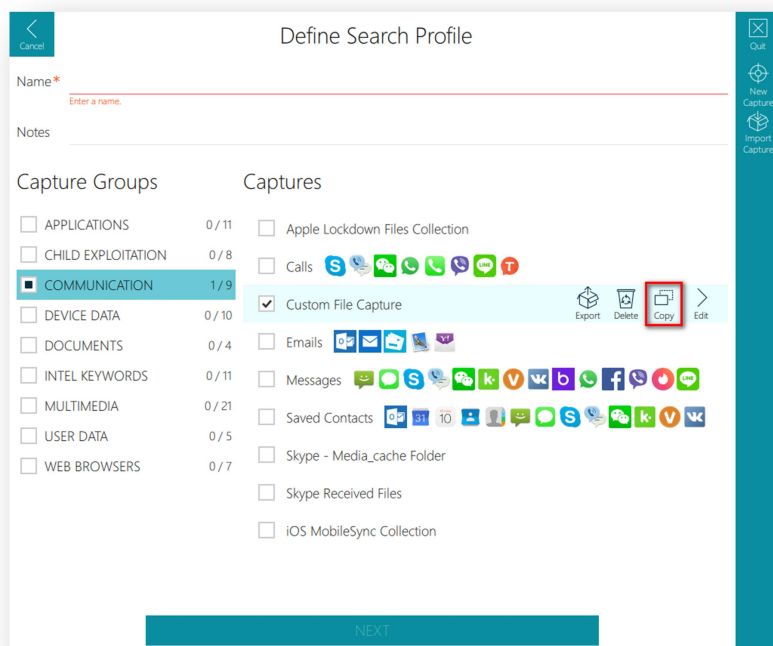 Cancel
Define Search Profile
Quit
New
Capture
Import
Capture
Name*
Enter a name.
Notes
Capture Groups
Captures
APPLICATIONS 0 / 11
CHILD EXPLOITATION 0 / 8
COMMUNICATION 1 / 9
DEVICE DATA 0 / 10
DOCUMENTS 0 / 4
INTEL KEYWORDS 0 / 11
MULTIMEDIA 0 / 21
USER DATA 0 / 5
WEB BROWSERS 0 / 7
Apple Lockdown Files Collection
Calls
Custom File Capture
Export Delete Copy Edit
Emails
Messages
Saved Contacts
Skype - Media_cache Folder
Skype Received Files
iOS MobileSync Collection
NEXT